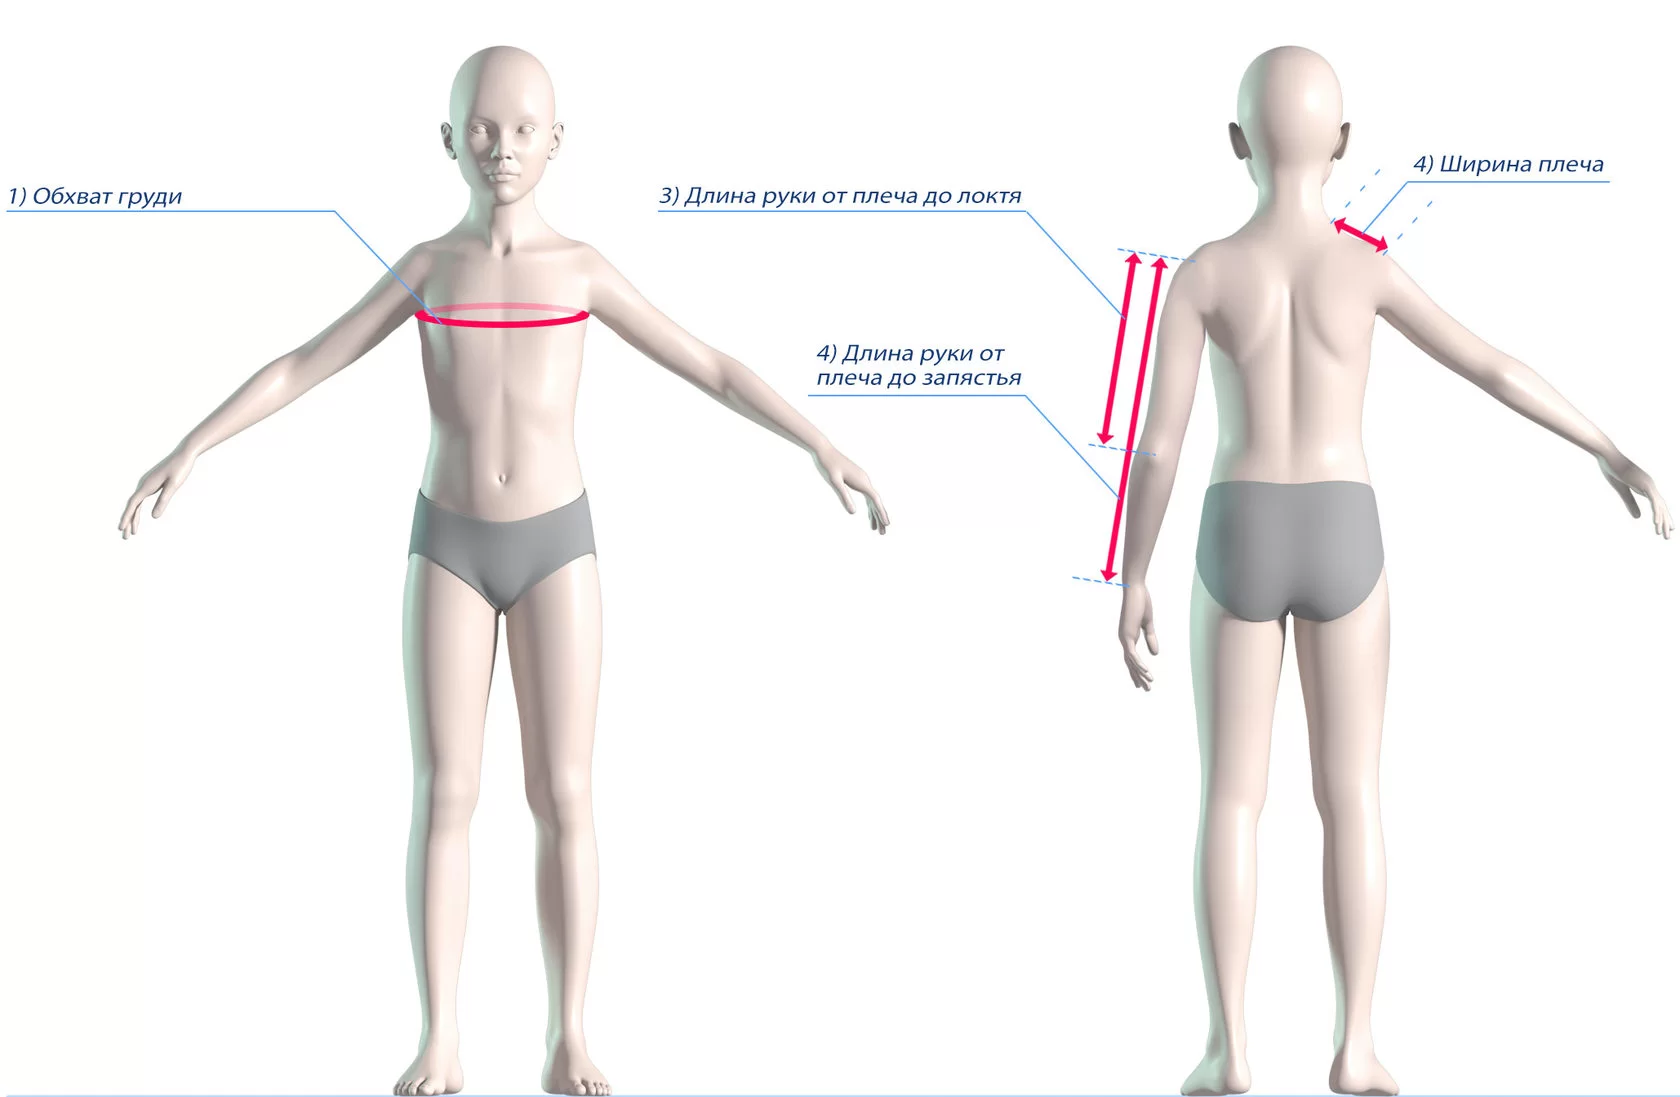 1) Обхват груди
3) Длина руки от плеча до локтя
4) Ширина плеча
4) Длина руки от
плеча до запястья